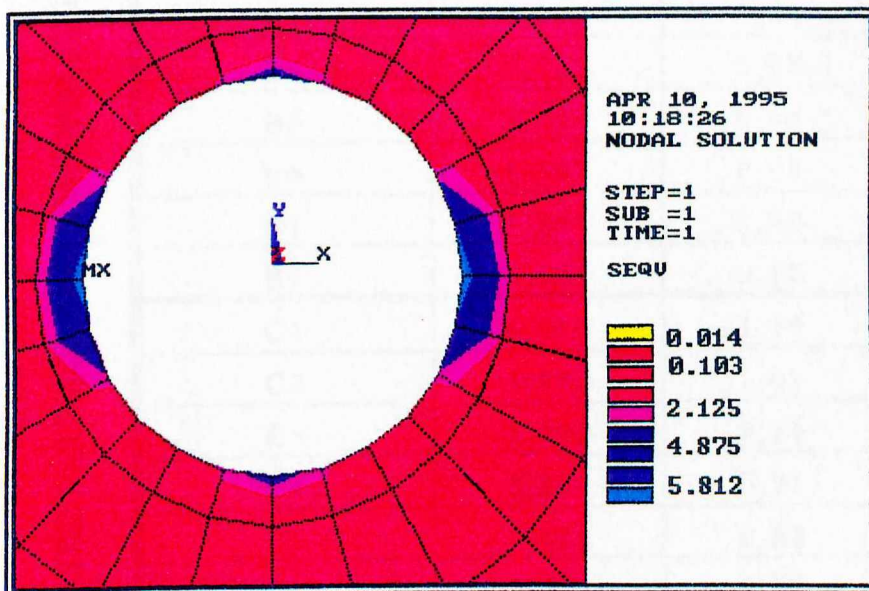 APR 10, 1995
10:18:26
NODAL SOLUTION
STEP=1
SUB =1
TIME=1
SEQV
0.014
0.103
2.125
4.875
5.812
Y
X
MX